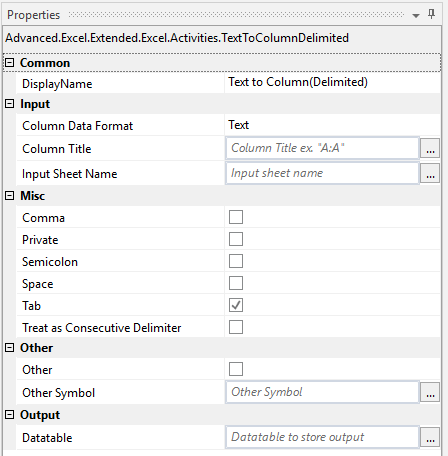 Properties
Advanced.Excel.Extended.Excel.Activities.TextToColumnDelimited
Common
DisplayName Text to Column(Delimited)
Input
Column Data Format Text
Column Title Column Title ex. "A:A" ...
Input Sheet Name Input sheet name ...
Misc
Comma
Private
Semicolon
Space
Tab
Treat as Consecutive Delimiter
Other
Other
Other Symbol Other Symbol ...
Output
Datatable Datatable to store output ...